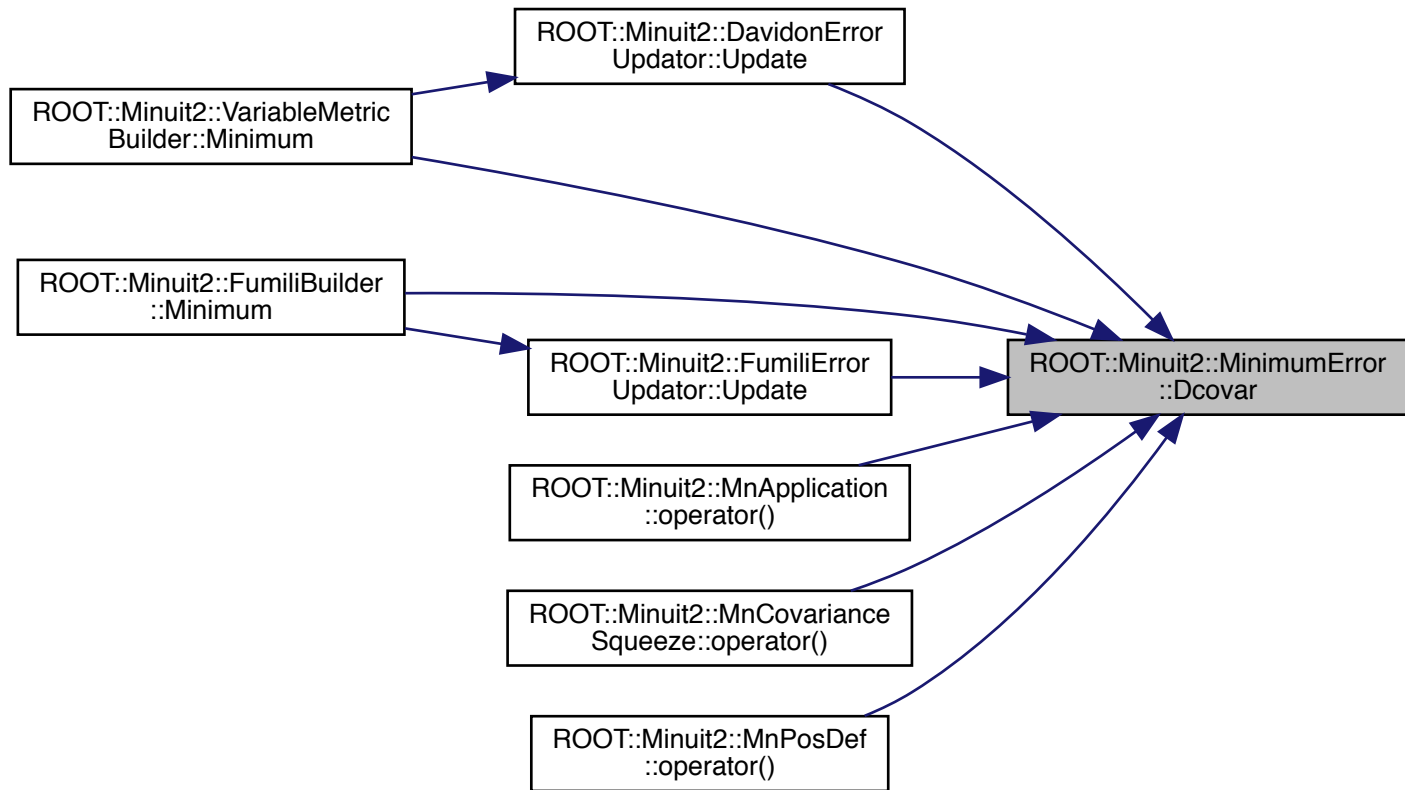 ROOT::Minuit2::DavidonError
Updator::Update
ROOT::Minuit2::VariableMetric
Builder::Minimum
ROOT::Minuit2::FumiliBuilder
::Minimum
ROOT::Minuit2::FumiliError
Updator::Update
ROOT::Minuit2::MinimumError
::Dcovar
ROOT::Minuit2::MnApplication
::operator()
ROOT::Minuit2::MnCovariance
Squeeze::operator()
ROOT::Minuit2::MnPosDef
::operator()